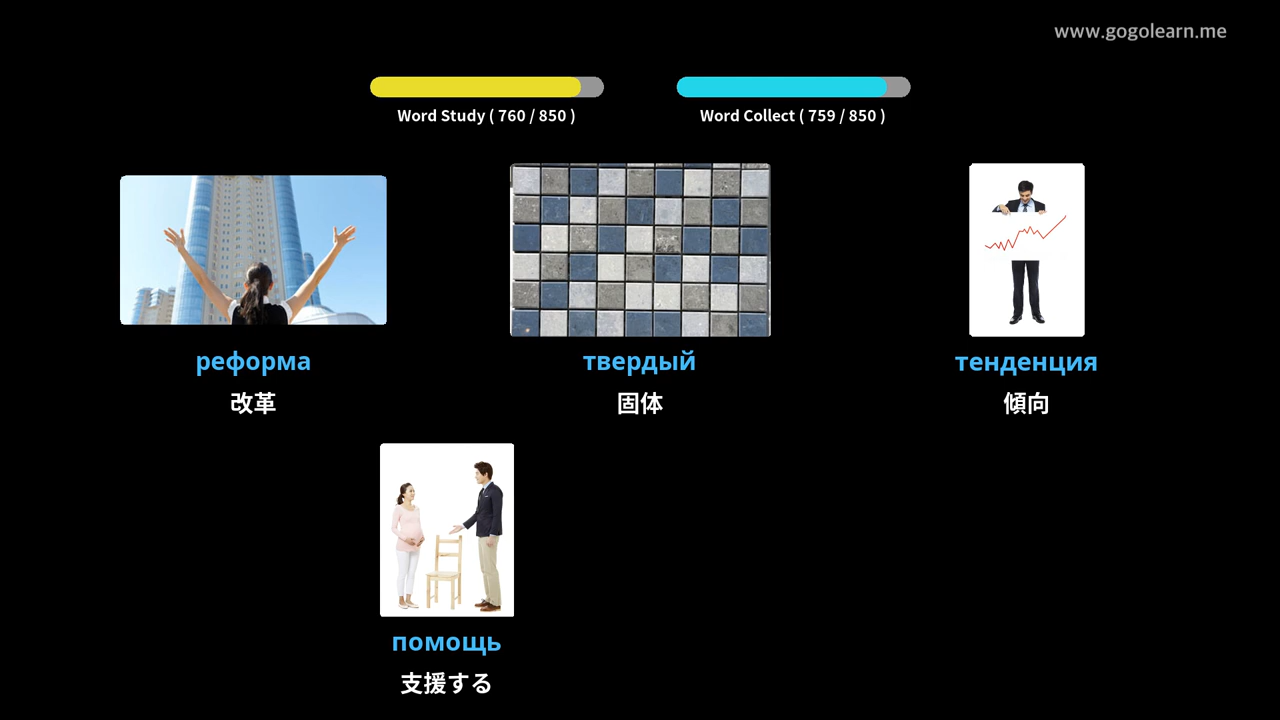 www.gogolearn.me
Word Study ( 760 / 850 )
Word Collect ( 759 / 850 )
реформа
改革
твердый
固体
тенденция
傾向
помощь
支援する